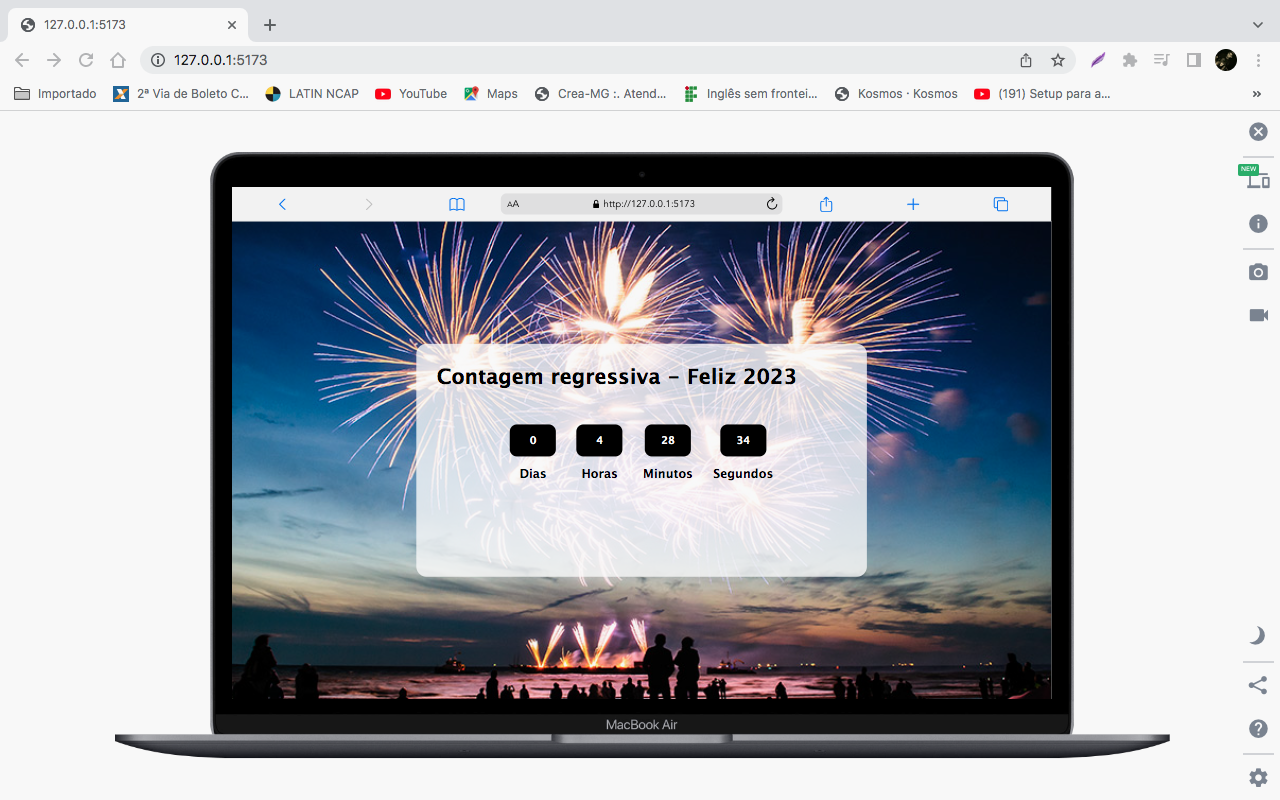 127.0.0.1:5173
127.0.0.1:5173
Importado
2ª Via de Boleto C...
LATIN NCAP
YouTube
Maps
Crea-MG :. Atend...
Inglês sem frontei...
Kosmos · Kosmos
(191) Setup para a...
»
NEW
AA
http://127.0.0.1:5173
Contagem regressiva - Feliz 2023
0 4 28 34
Dias Horas Minutos Segundos
MacBook Air